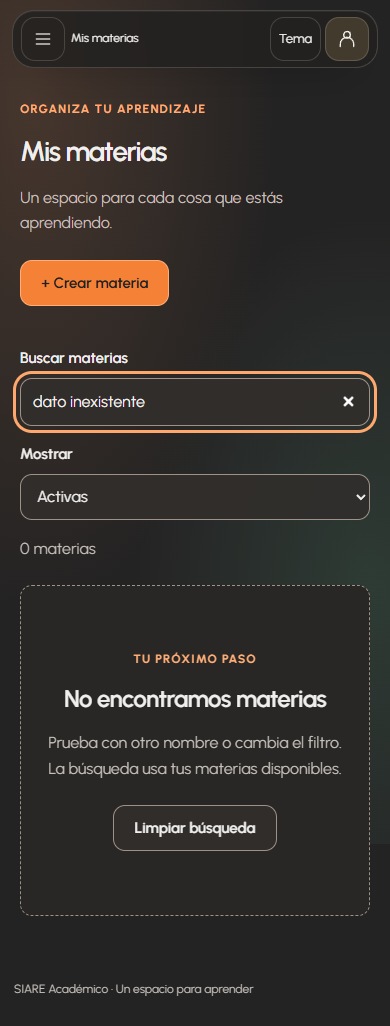 Mis materias
Tema
ORGANIZA TU APRENDIZAJE
Mis materias
Un espacio para cada cosa que estás
aprendiendo.
+ Crear materia
Buscar materias
dato inexistente
Mostrar
Activas
0 materias
TU PRÓXIMO PASO
No encontramos materias
Prueba con otro nombre o cambia el filtro.
La búsqueda usa tus materias disponibles.
Limpiar búsqueda
SIARE Académico · Un espacio para aprender